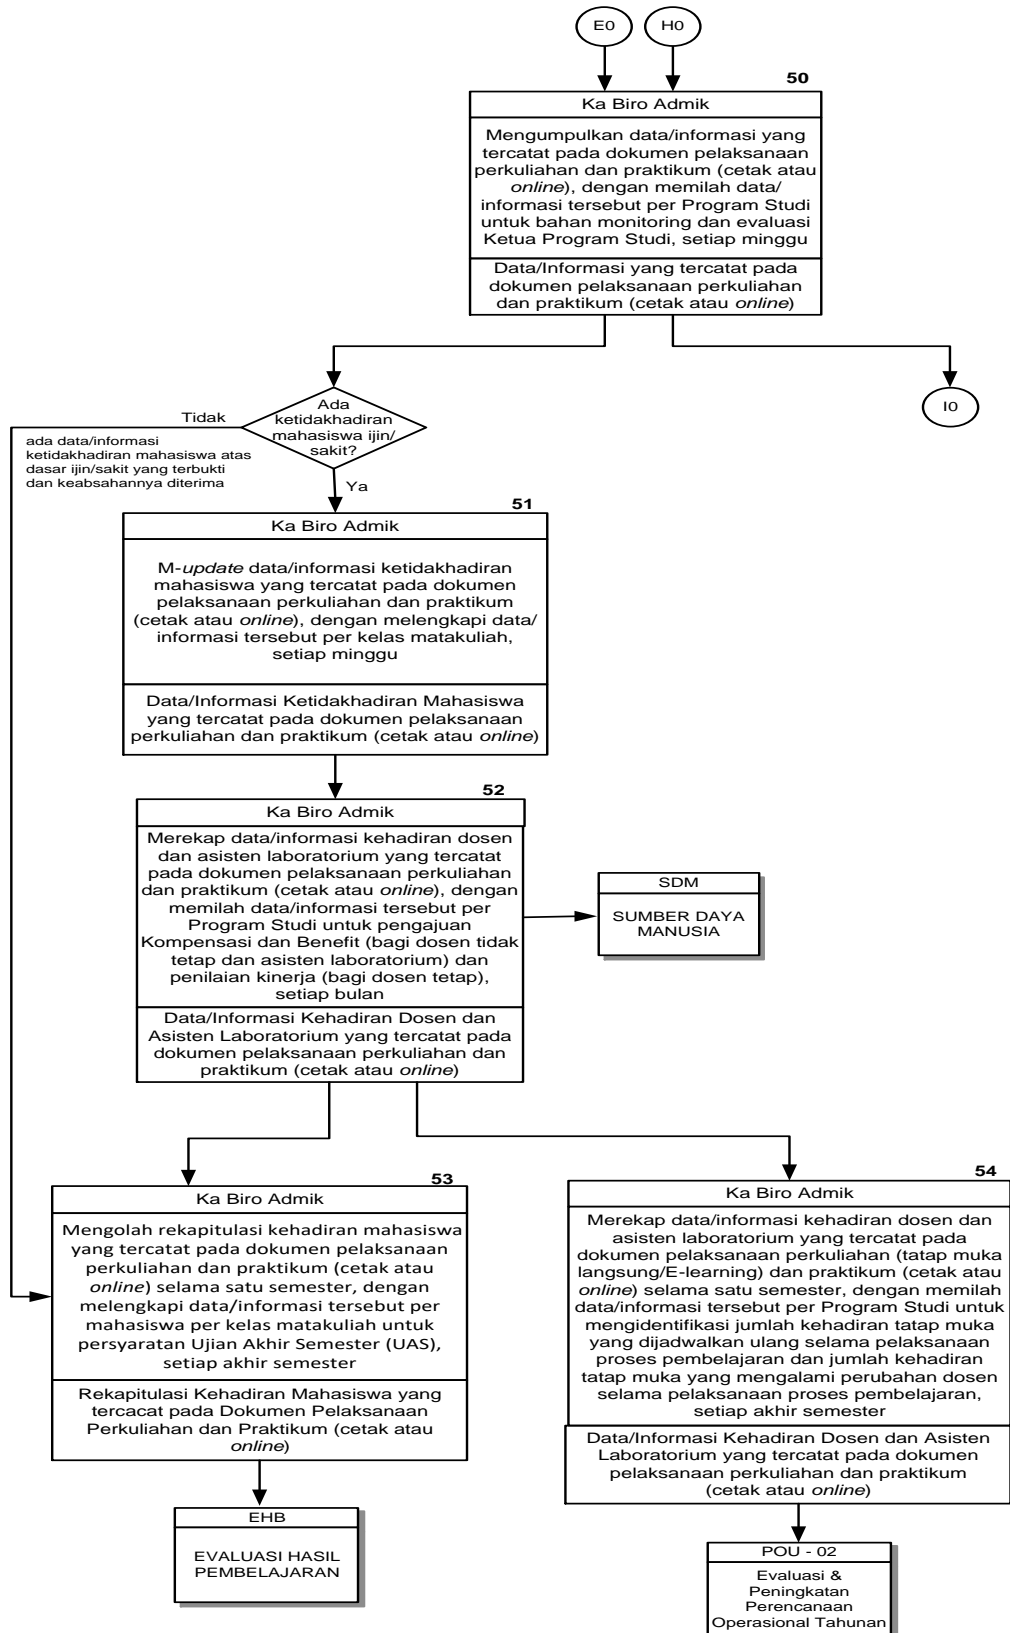 E0
H0
50
Ka Biro Admik
Mengumpulkan data/informasi yang
tercatat pada dokumen pelaksanaan
perkuliahan dan praktikum (cetak atau
online), dengan memilah data/
informasi tersebut per Program Studi
untuk bahan monitoring dan evaluasi
Ketua Program Studi, setiap minggu
Data/Informasi yang tercatat pada
dokumen pelaksanaan perkuliahan
dan praktikum (cetak atau online)
I0
Ada
ketidakhadiran
mahasiswa ijin/
sakit?
Tidak
ada data/informasi
ketidakhadiran mahasiswa atas
dasar ijin/sakit yang terbukti
dan keabsahannya diterima
Ya
51
Ka Biro Admik
M-update data/informasi ketidakhadiran
mahasiswa yang tercatat pada dokumen
pelaksanaan perkuliahan dan praktikum
(cetak atau online), dengan melengkapi data/
informasi tersebut per kelas matakuliah,
setiap minggu
Data/Informasi Ketidakhadiran Mahasiswa
yang tercatat pada dokumen pelaksanaan
perkuliahan dan praktikum (cetak atau online)
52
Ka Biro Admik
Merekap data/informasi kehadiran dosen
dan asisten laboratorium yang tercatat
pada dokumen pelaksanaan perkuliahan
dan praktikum (cetak atau online), dengan
memilah data/informasi tersebut per
Program Studi untuk pengajuan
Kompensasi dan Benefit (bagi dosen tidak
tetap dan asisten laboratorium) dan
penilaian kinerja (bagi dosen tetap),
setiap bulan
Data/Informasi Kehadiran Dosen dan
Asisten Laboratorium yang tercatat pada
dokumen pelaksanaan perkuliahan dan
praktikum (cetak atau online)
SDM
SUMBER DAYA
MANUSIA
53
Ka Biro Admik
Mengolah rekapitulasi kehadiran mahasiswa
yang tercatat pada dokumen pelaksanaan
perkuliahan dan praktikum (cetak atau
online) selama satu semester, dengan
melengkapi data/informasi tersebut per
mahasiswa per kelas matakuliah untuk
persyaratan Ujian Akhir Semester (UAS),
setiap akhir semester
Rekapitulasi Kehadiran Mahasiswa yang
tercacat pada Dokumen Pelaksanaan
Perkuliahan dan Praktikum (cetak atau
online)
EHB
EVALUASI HASIL
PEMBELAJARAN
54
Ka Biro Admik
Merekap data/informasi kehadiran dosen dan
asisten laboratorium yang tercatat pada
dokumen pelaksanaan perkuliahan (tatap muka
langsung/E-learning) dan praktikum (cetak atau
online) selama satu semester, dengan memilah
data/informasi tersebut per Program Studi untuk
mengidentifikasi jumlah kehadiran tatap muka
yang dijadwalkan ulang selama pelaksanaan
proses pembelajaran dan jumlah kehadiran
tatap muka yang mengalami perubahan dosen
selama pelaksanaan proses pembelajaran,
setiap akhir semester
Data/Informasi Kehadiran Dosen dan Asisten
Laboratorium yang tercatat pada dokumen
pelaksanaan perkuliahan dan praktikum
(cetak atau online)
POU - 02
Evaluasi &
Peningkatan
Perencanaan
Operasional Tahunan